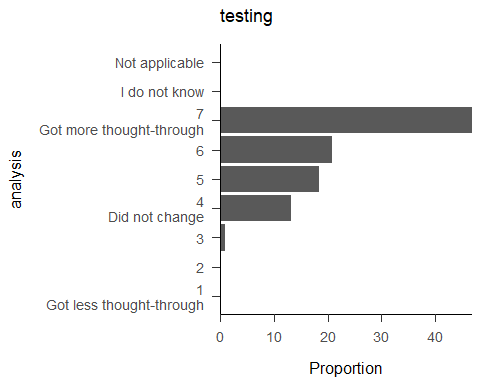 testing
Not applicable
I do not know
7
Got more thought-through
6
5
4
Did not change
3
2
1
Got less thought-through
analysis
0
10
20
30
40
Proportion